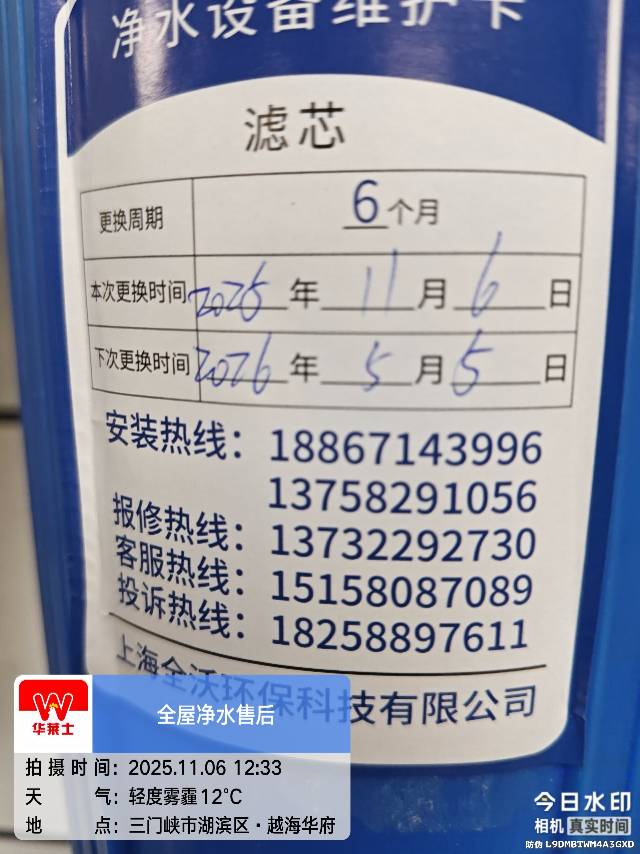 净水设备维护卡
滤芯
更换周期 6个月
本次更换时间 2025年 11月 6日
下次更换时间 2026年 5月 5日
安装热线：18867143996
13758291056
报修热线：13732292730
客服热线：15158087089
投诉热线：18258897611
上海全沃环保科技有限公司
华莱士
全屋净水售后
拍摄时间：2025.11.06 12:33
天 气：轻度雾霾12℃
地 点：三门峡市湖滨区·越海华府
今日水印
相机 真实时间
防伪 L9DMBTWM4A3GXD